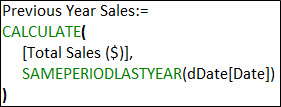 Previous Year Sales:=
CALCULATE(
[Total Sales ($)],
SAMEPERIODLASTYEAR(dDate[Date])
)